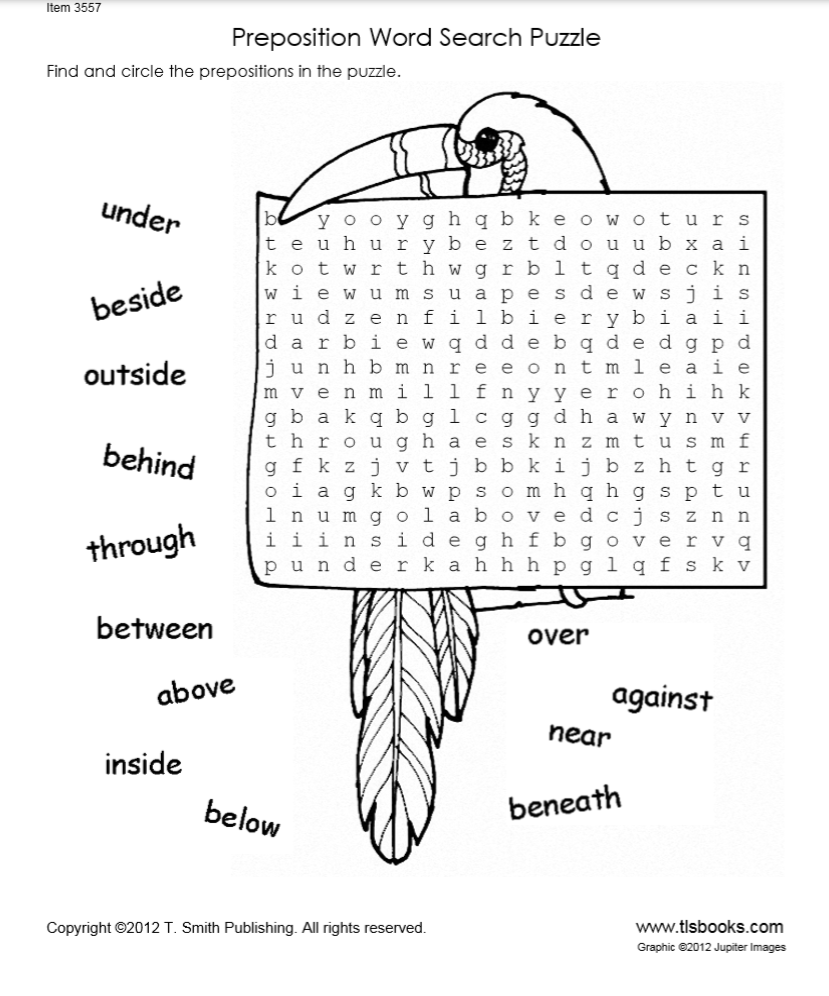 Item 3557
Preposition Word Search Puzzle
Find and circle the prepositions in the puzzle.
b y o o y g h q b k e o w o t u r s
t e u h u r y b e z t d o u u b x a i
k o t w r t h w g r b l t q d e c k n
w i e w u m s u a p e s d e w s j i s
r u d z e n f i l b i e r y b i a i i
d a r b i e w q d d e b q d e d g p d
j u n h b m n r e e o n t m l e a i e
m v e n m i l l f n y y e r o h i h k
g b a k q b g l c g g d h a w y n v v
t h r o u g h a e s k n z m t u s m f
g f k z j v t j b b k i j b z h t g r
o i a g k b w p s o m h q h g s p t u
l n u m g o l a b o v e d c j s z n n
i i i n s i d e g h f b g o v e r v q
p u n d e r k a h h h p g l q f s k v
under
beside
outside
behind
through
between
above
inside
below
over
against
near
beneath
Copyright ©2012 T. Smith Publishing. All rights reserved.
www.tlsbooks.com
Graphic ©2012 Jupiter Images